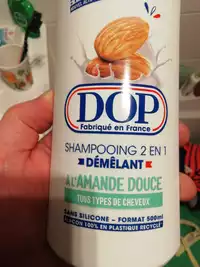 DOP
Fabriqué en France
SHAMPOOING 2 EN 1
DÉMÊLANT
À L'AMANDE DOUCE
TOUS TYPES DE CHEVEUX
SANS SILICONE - FORMAT 500ml
FLACON 100% EN PLASTIQUE RECYCLÉ